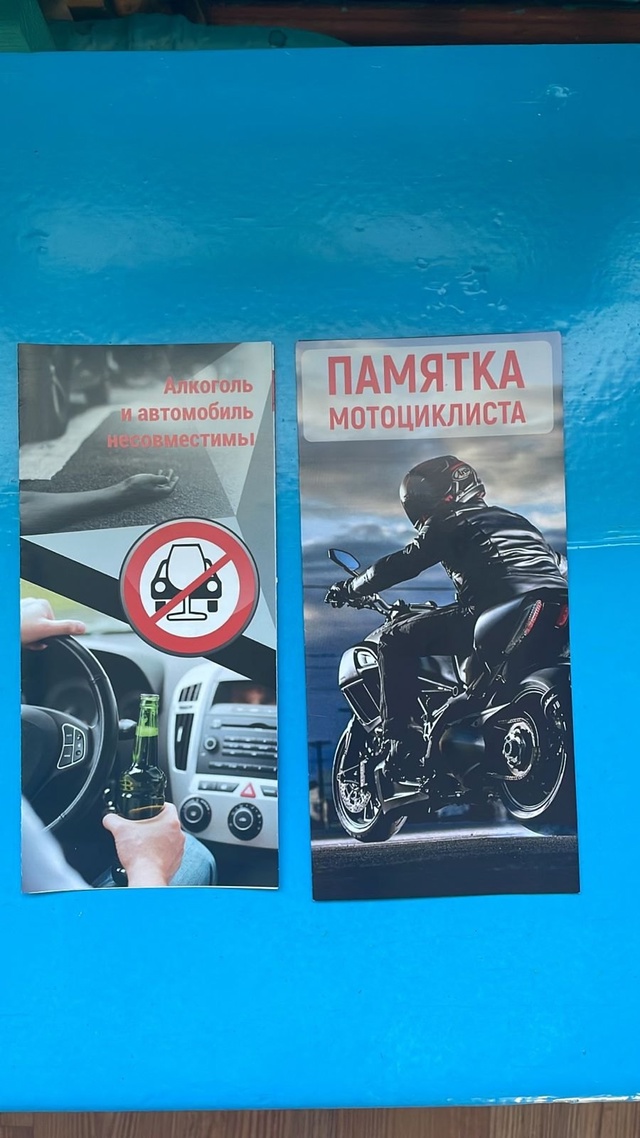 Алкоголь
и автомобиль
несовместимы
ПАМЯТКА
МОТОЦИКЛИСТА